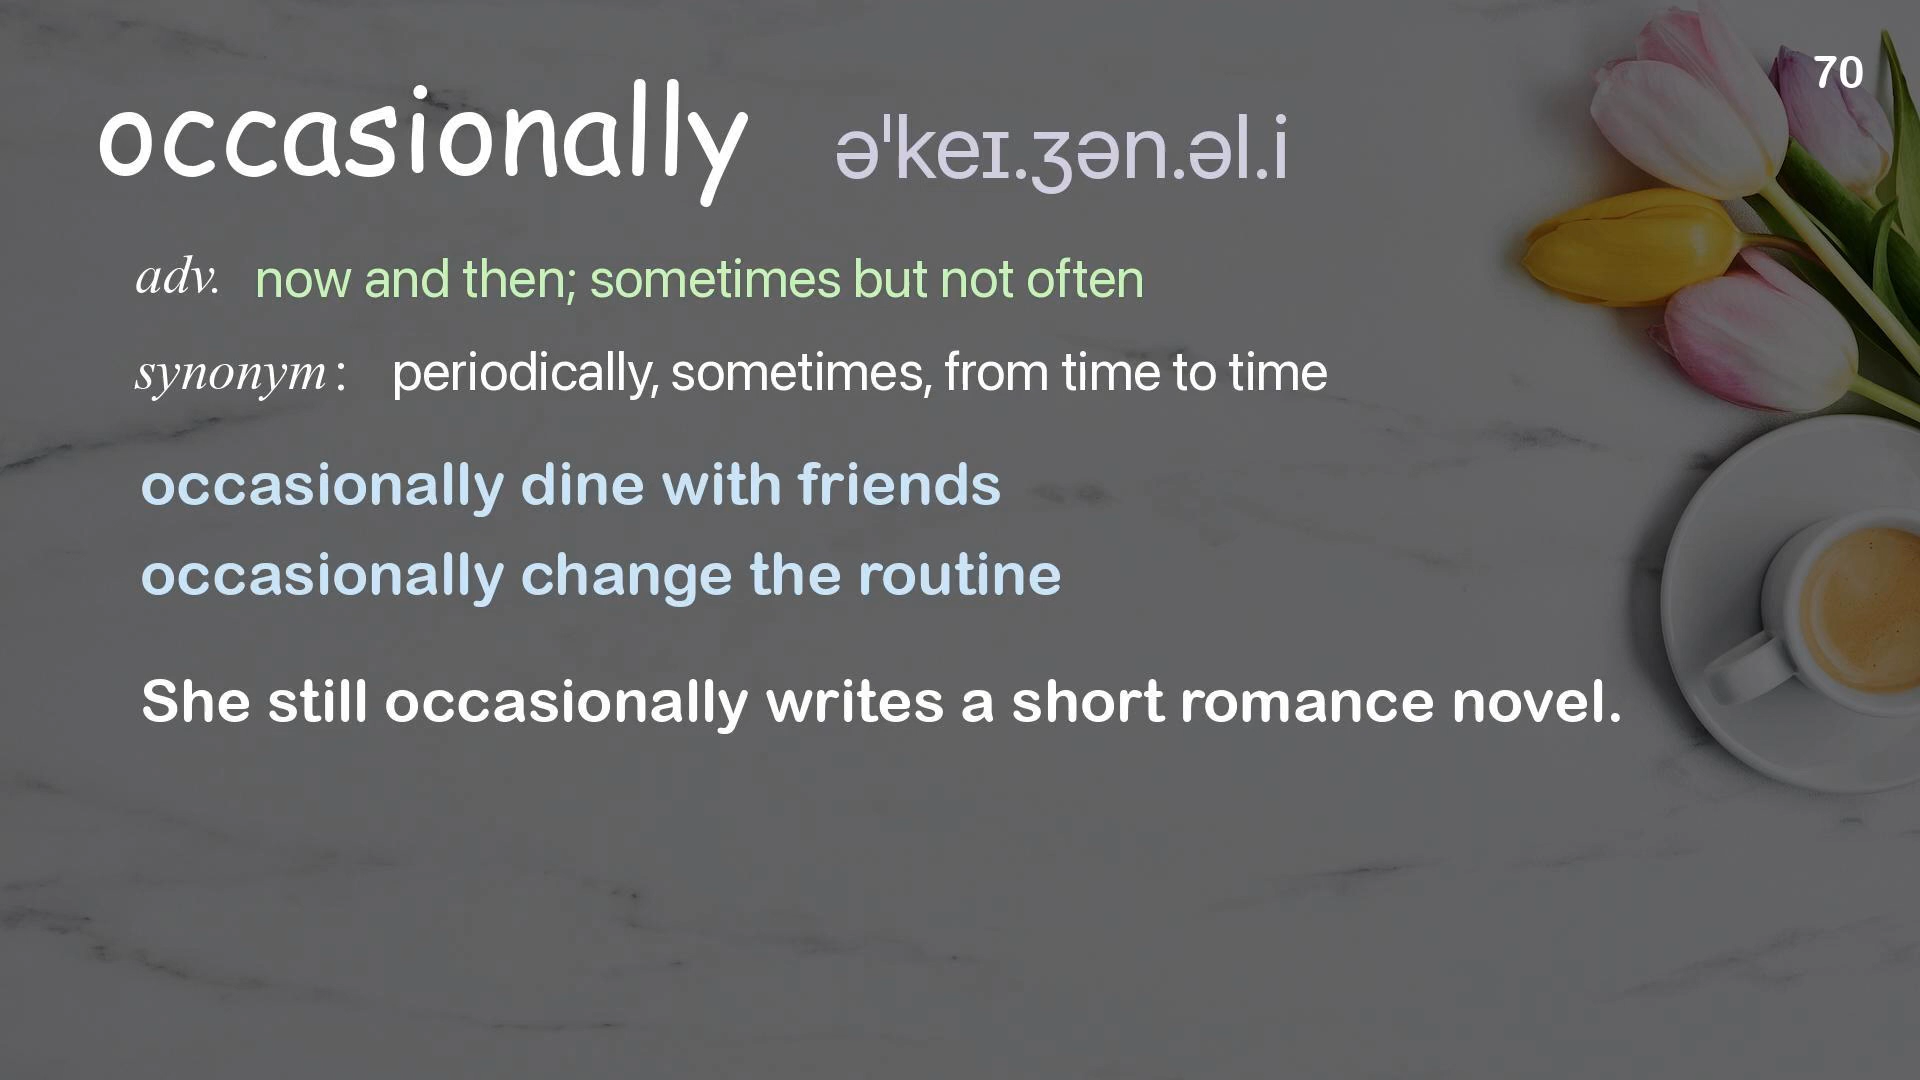 70
occasionally əˈkeɪ.ʒən.əl.i
adv. now and then; sometimes but not often
synonym: periodically, sometimes, from time to time
occasionally dine with friends
occasionally change the routine
She still occasionally writes a short romance novel.